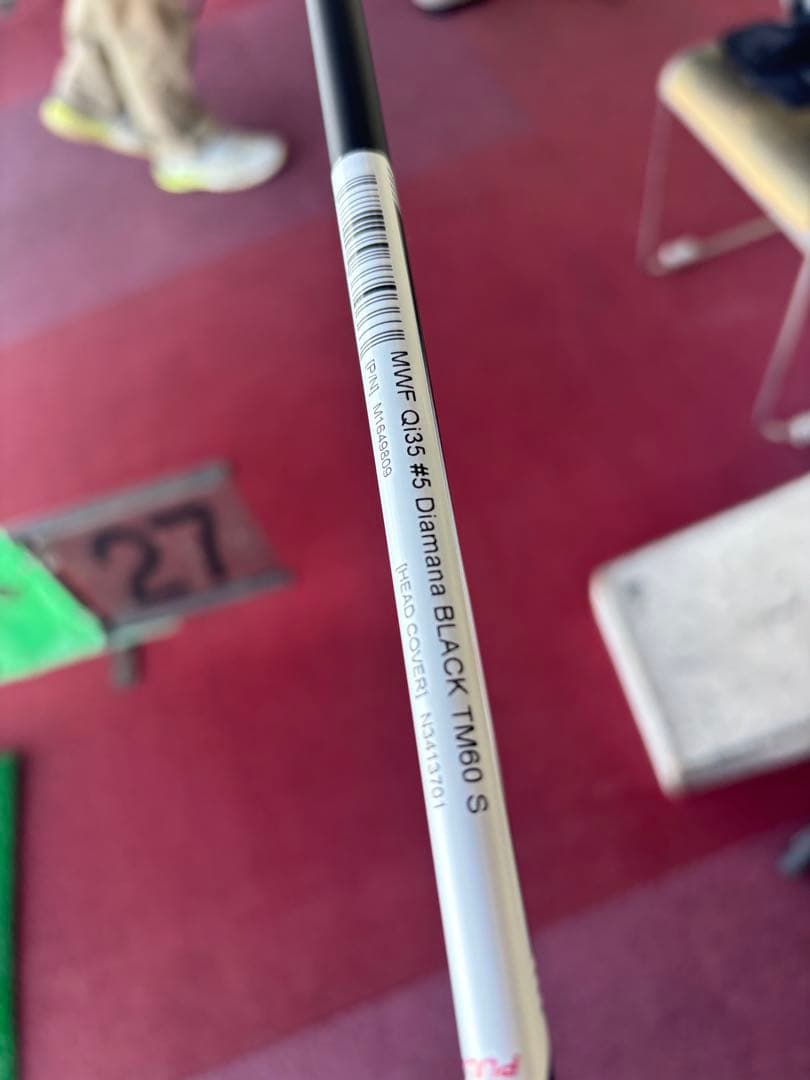 MWF Qi35 #5 Diamana BLACK TM60 S
[P/N] M1649809
[HEAD COVER] N3413701
27